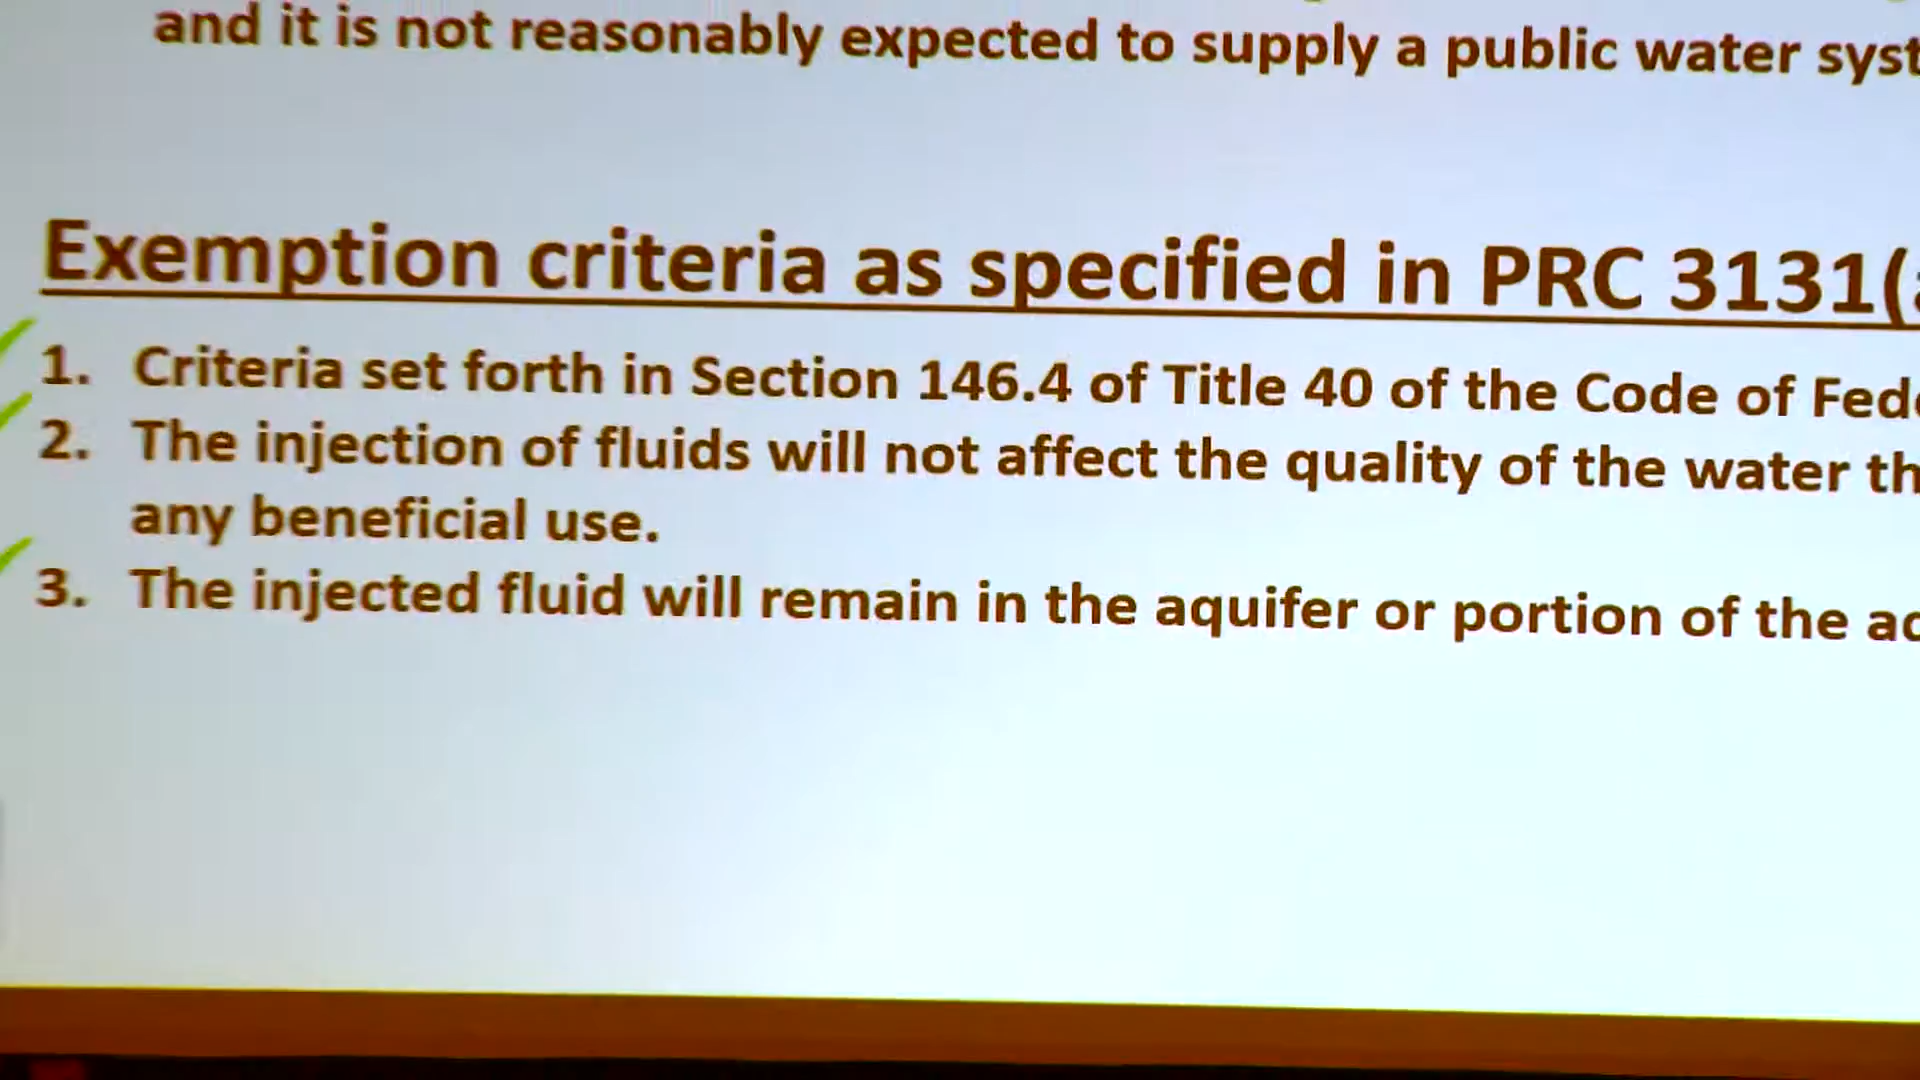 and it is not reasonably expected to supply a public water syst
Exemption criteria as specified in PRC 3131(
1. Criteria set forth in Section 146.4 of Title 40 of the Code of Fed
2. The injection of fluids will not affect the quality of the water th
any beneficial use.
3. The injected fluid will remain in the aquifer or portion of the